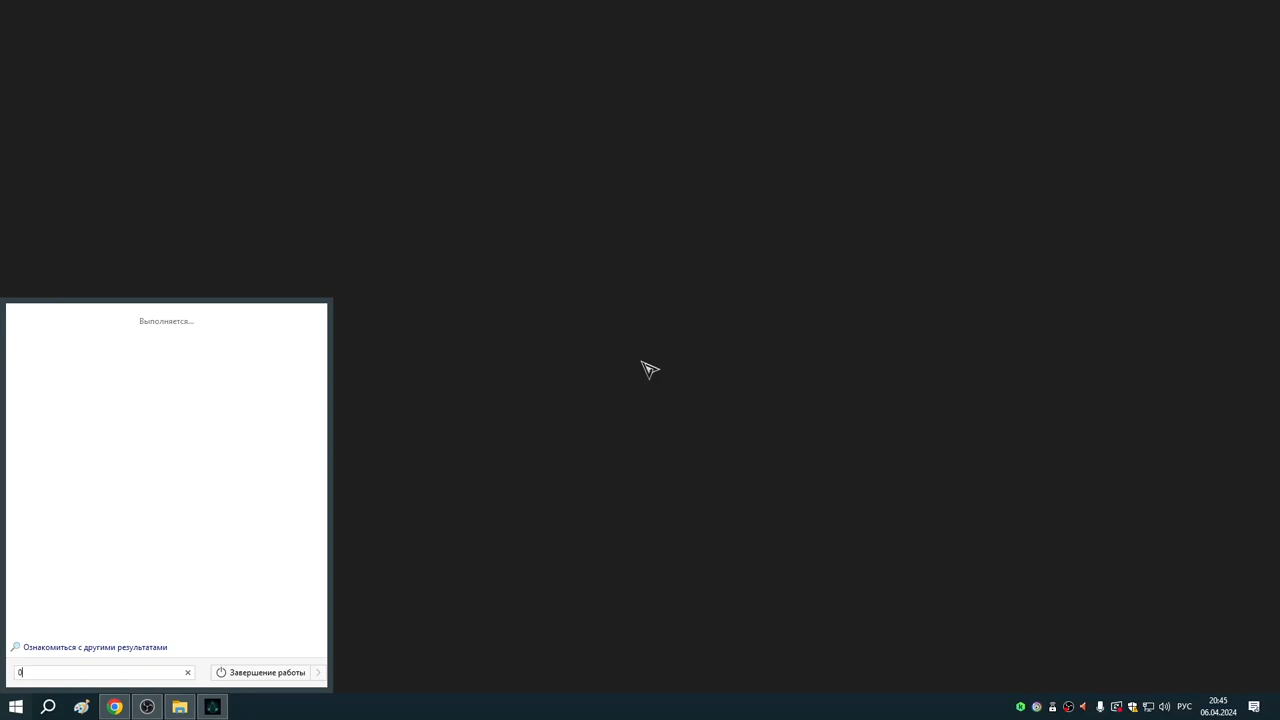 Выполняется...
Ознакомиться с другими результатами
0
Завершение работы
20:45
РУС
06.04.2024